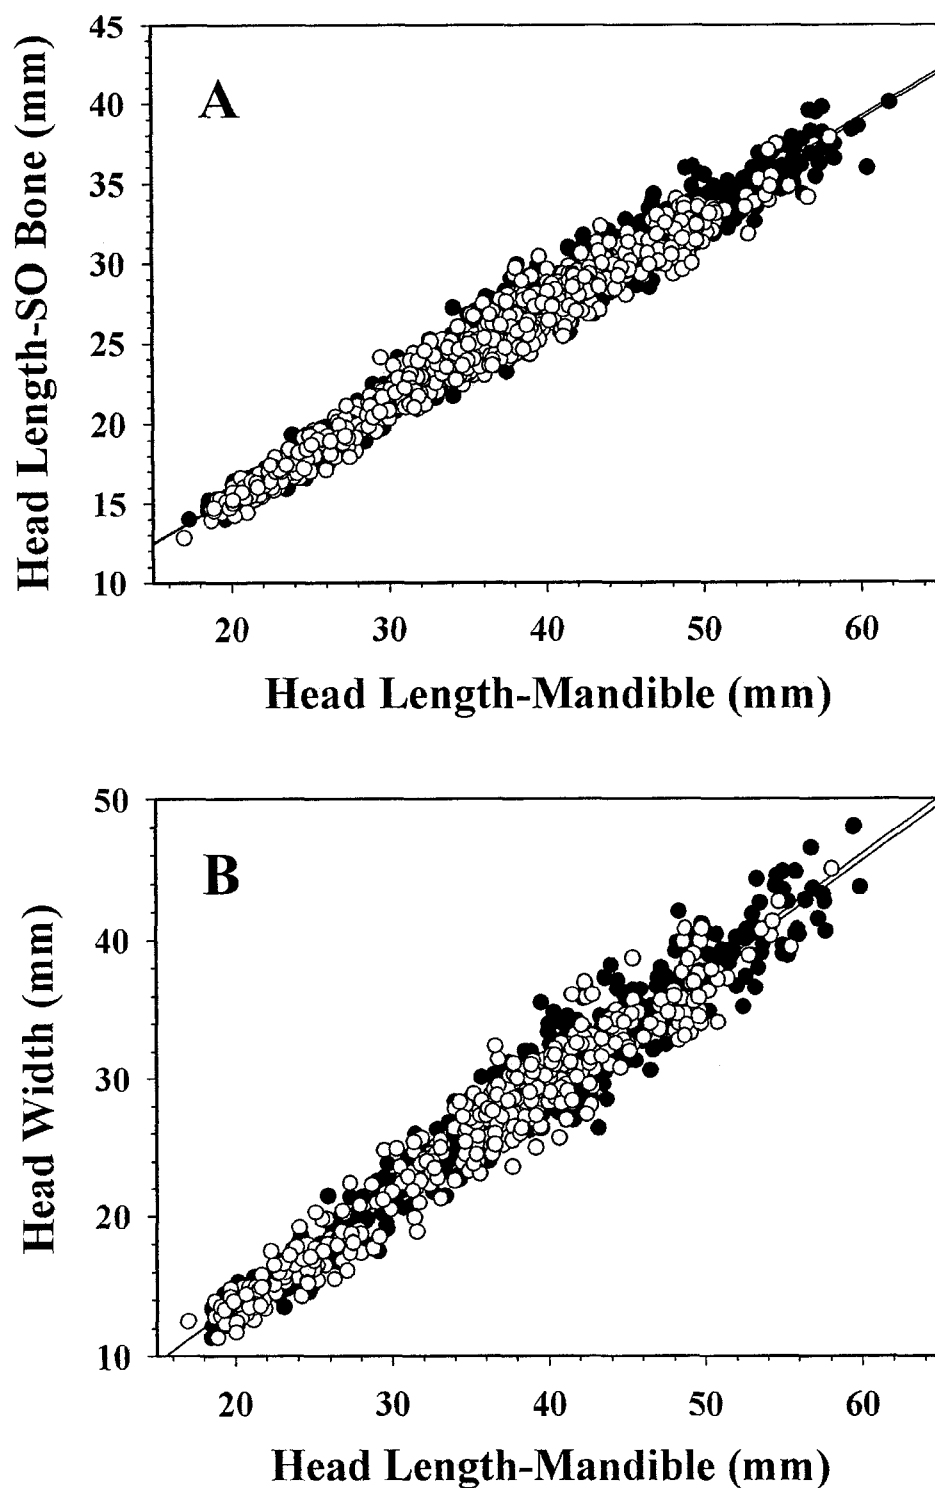 45
40
35
30
25
20
15
10
A
Head Length-SO Bone (mm)
20 30 40 50 60
Head Length-Mandible (mm)
50
40
30
20
10
B
Head Width (mm)
20 30 40 50 60
Head Length-Mandible (mm)